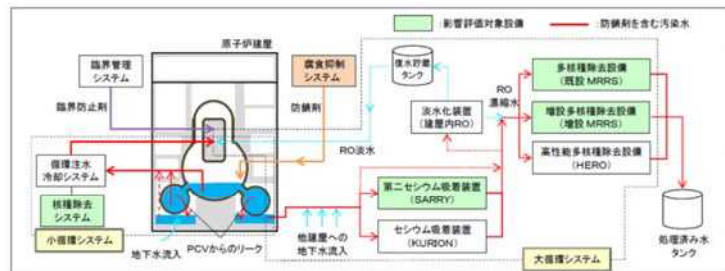 :影響評価対象設備
:防錆剤を含む汚染水
原子炉建屋
臨界管理
システム
腐食抑制
システム
復水貯蔵
タンク
臨界防止剤
防錆剤
淡水化装置
(建屋内RO)
RO
濃縮水
多核種除去設備
(既設MRRS)
増設多核種除去設備
(増設MRRS)
高性能多核種除去設備
(HERO)
RO淡水
循環注水
冷却システム
核種除去
システム
小循環システム
地下水流入
PCVからのリーク
他建屋への
地下水流入
第二セシウム吸着装置
(SARRY)
セシウム吸着装置
(KURION)
大循環システム
処理済み水
タンク